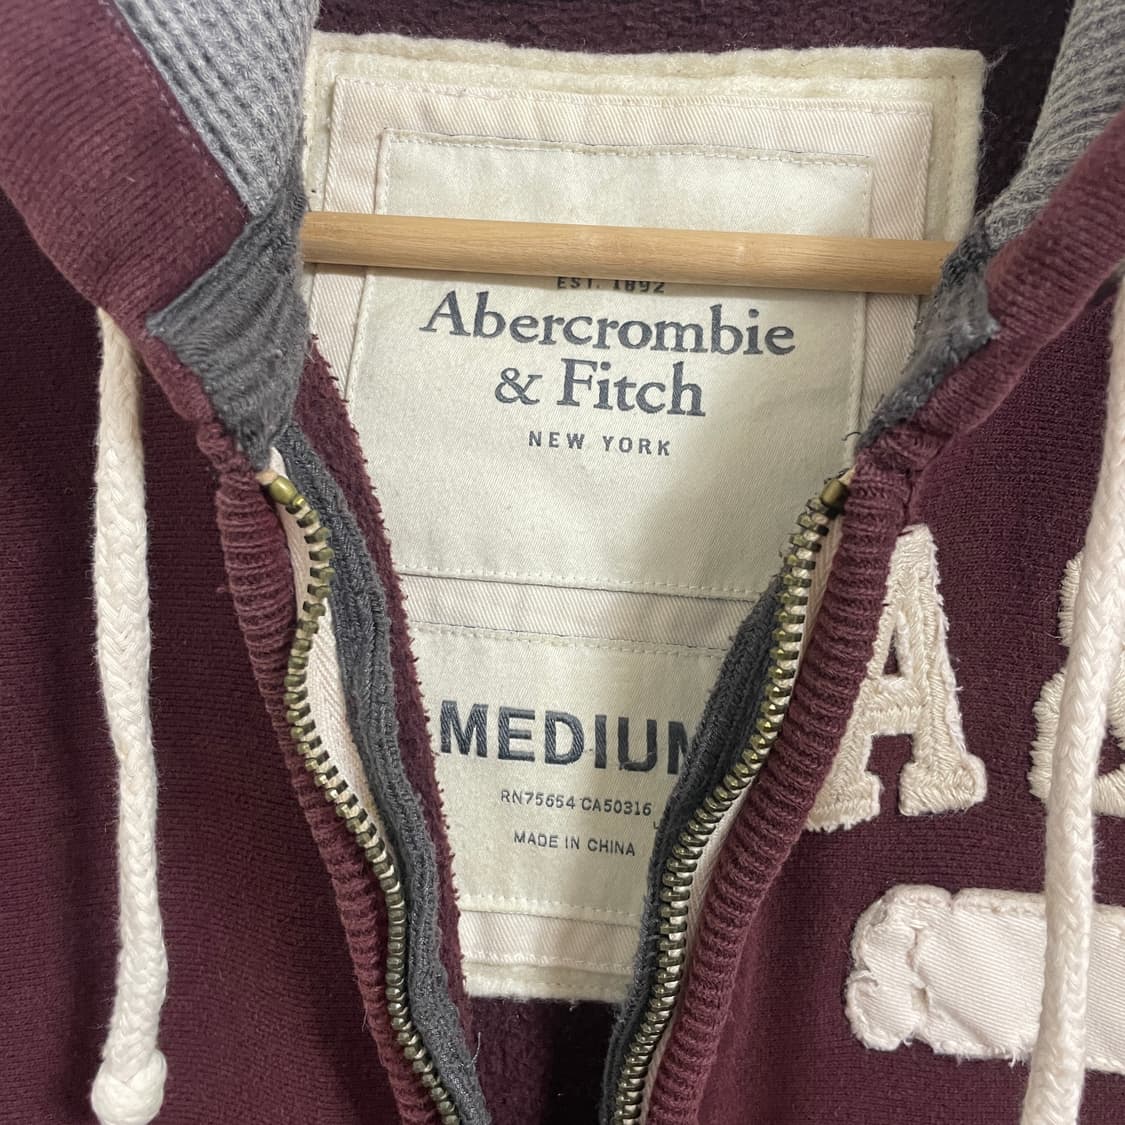 EST. 1892
Abercrombie
& Fitch
NEW YORK
MEDIUM
RN75654 CA50316
MADE IN CHINA
A &